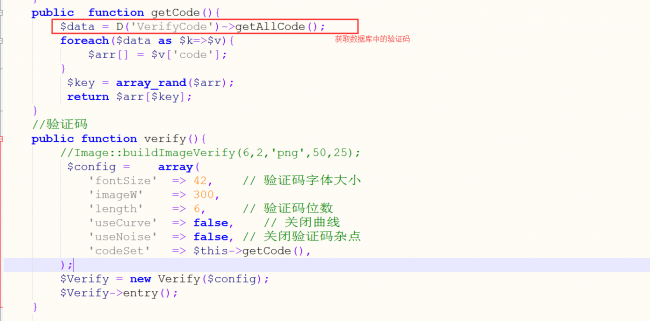 public  function getCode(){
$data = D('VerifyCode')->getAllCode();
foreach($data as $k=>$v){
获取数据库中的验证码
$arr[] = $v['code'];
}
$key = array_rand($arr);
return $arr[$key];
}
//验证码
public function verify(){
//Image::buildImageVerify(6,2,'png',50,25);
$config =    array(
'fontSize'  => 42,    // 验证码字体大小
'imageW'    => 300,
'length'    => 6,     // 验证码位数
'useCurve'  => false,    // 关闭曲线
'useNoise'  => false, // 关闭验证码杂点
'codeSet'   => $this->getCode(),
);
$Verify = new Verify($config);
$Verify->entry();
}